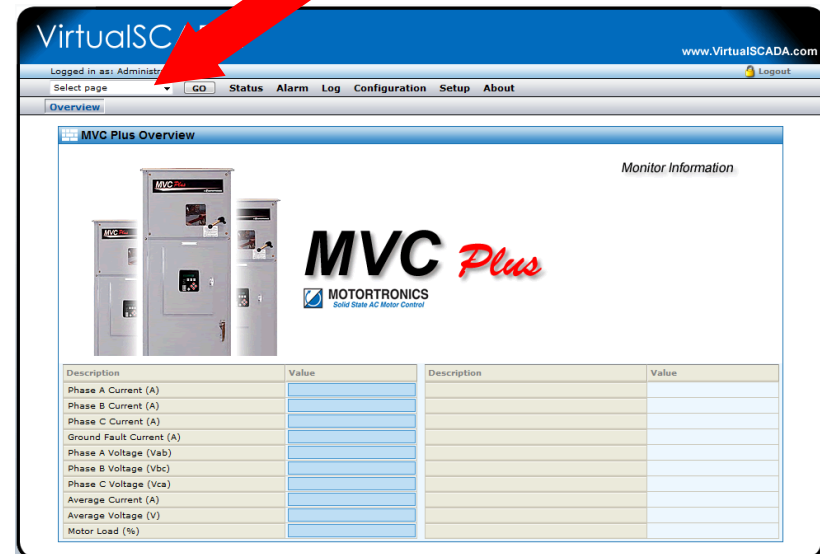 VirtualSC
www.VirtualSCADA.com
Logged in as: Administr
Logout
Select page GO Status Alarm Log Configuration Setup About
Overview
MVC Plus Overview
Monitor Information
MVC Plus
MVC Plus
MOTORTRONICS
Solid State AC Motor Control
Description Value Description Value
Phase A Current (A)
Phase B Current (A)
Phase C Current (A)
Ground Fault Current (A)
Phase A Voltage (Vab)
Phase B Voltage (Vbc)
Phase C Voltage (Vca)
Average Current (A)
Average Voltage (V)
Motor Load (%)